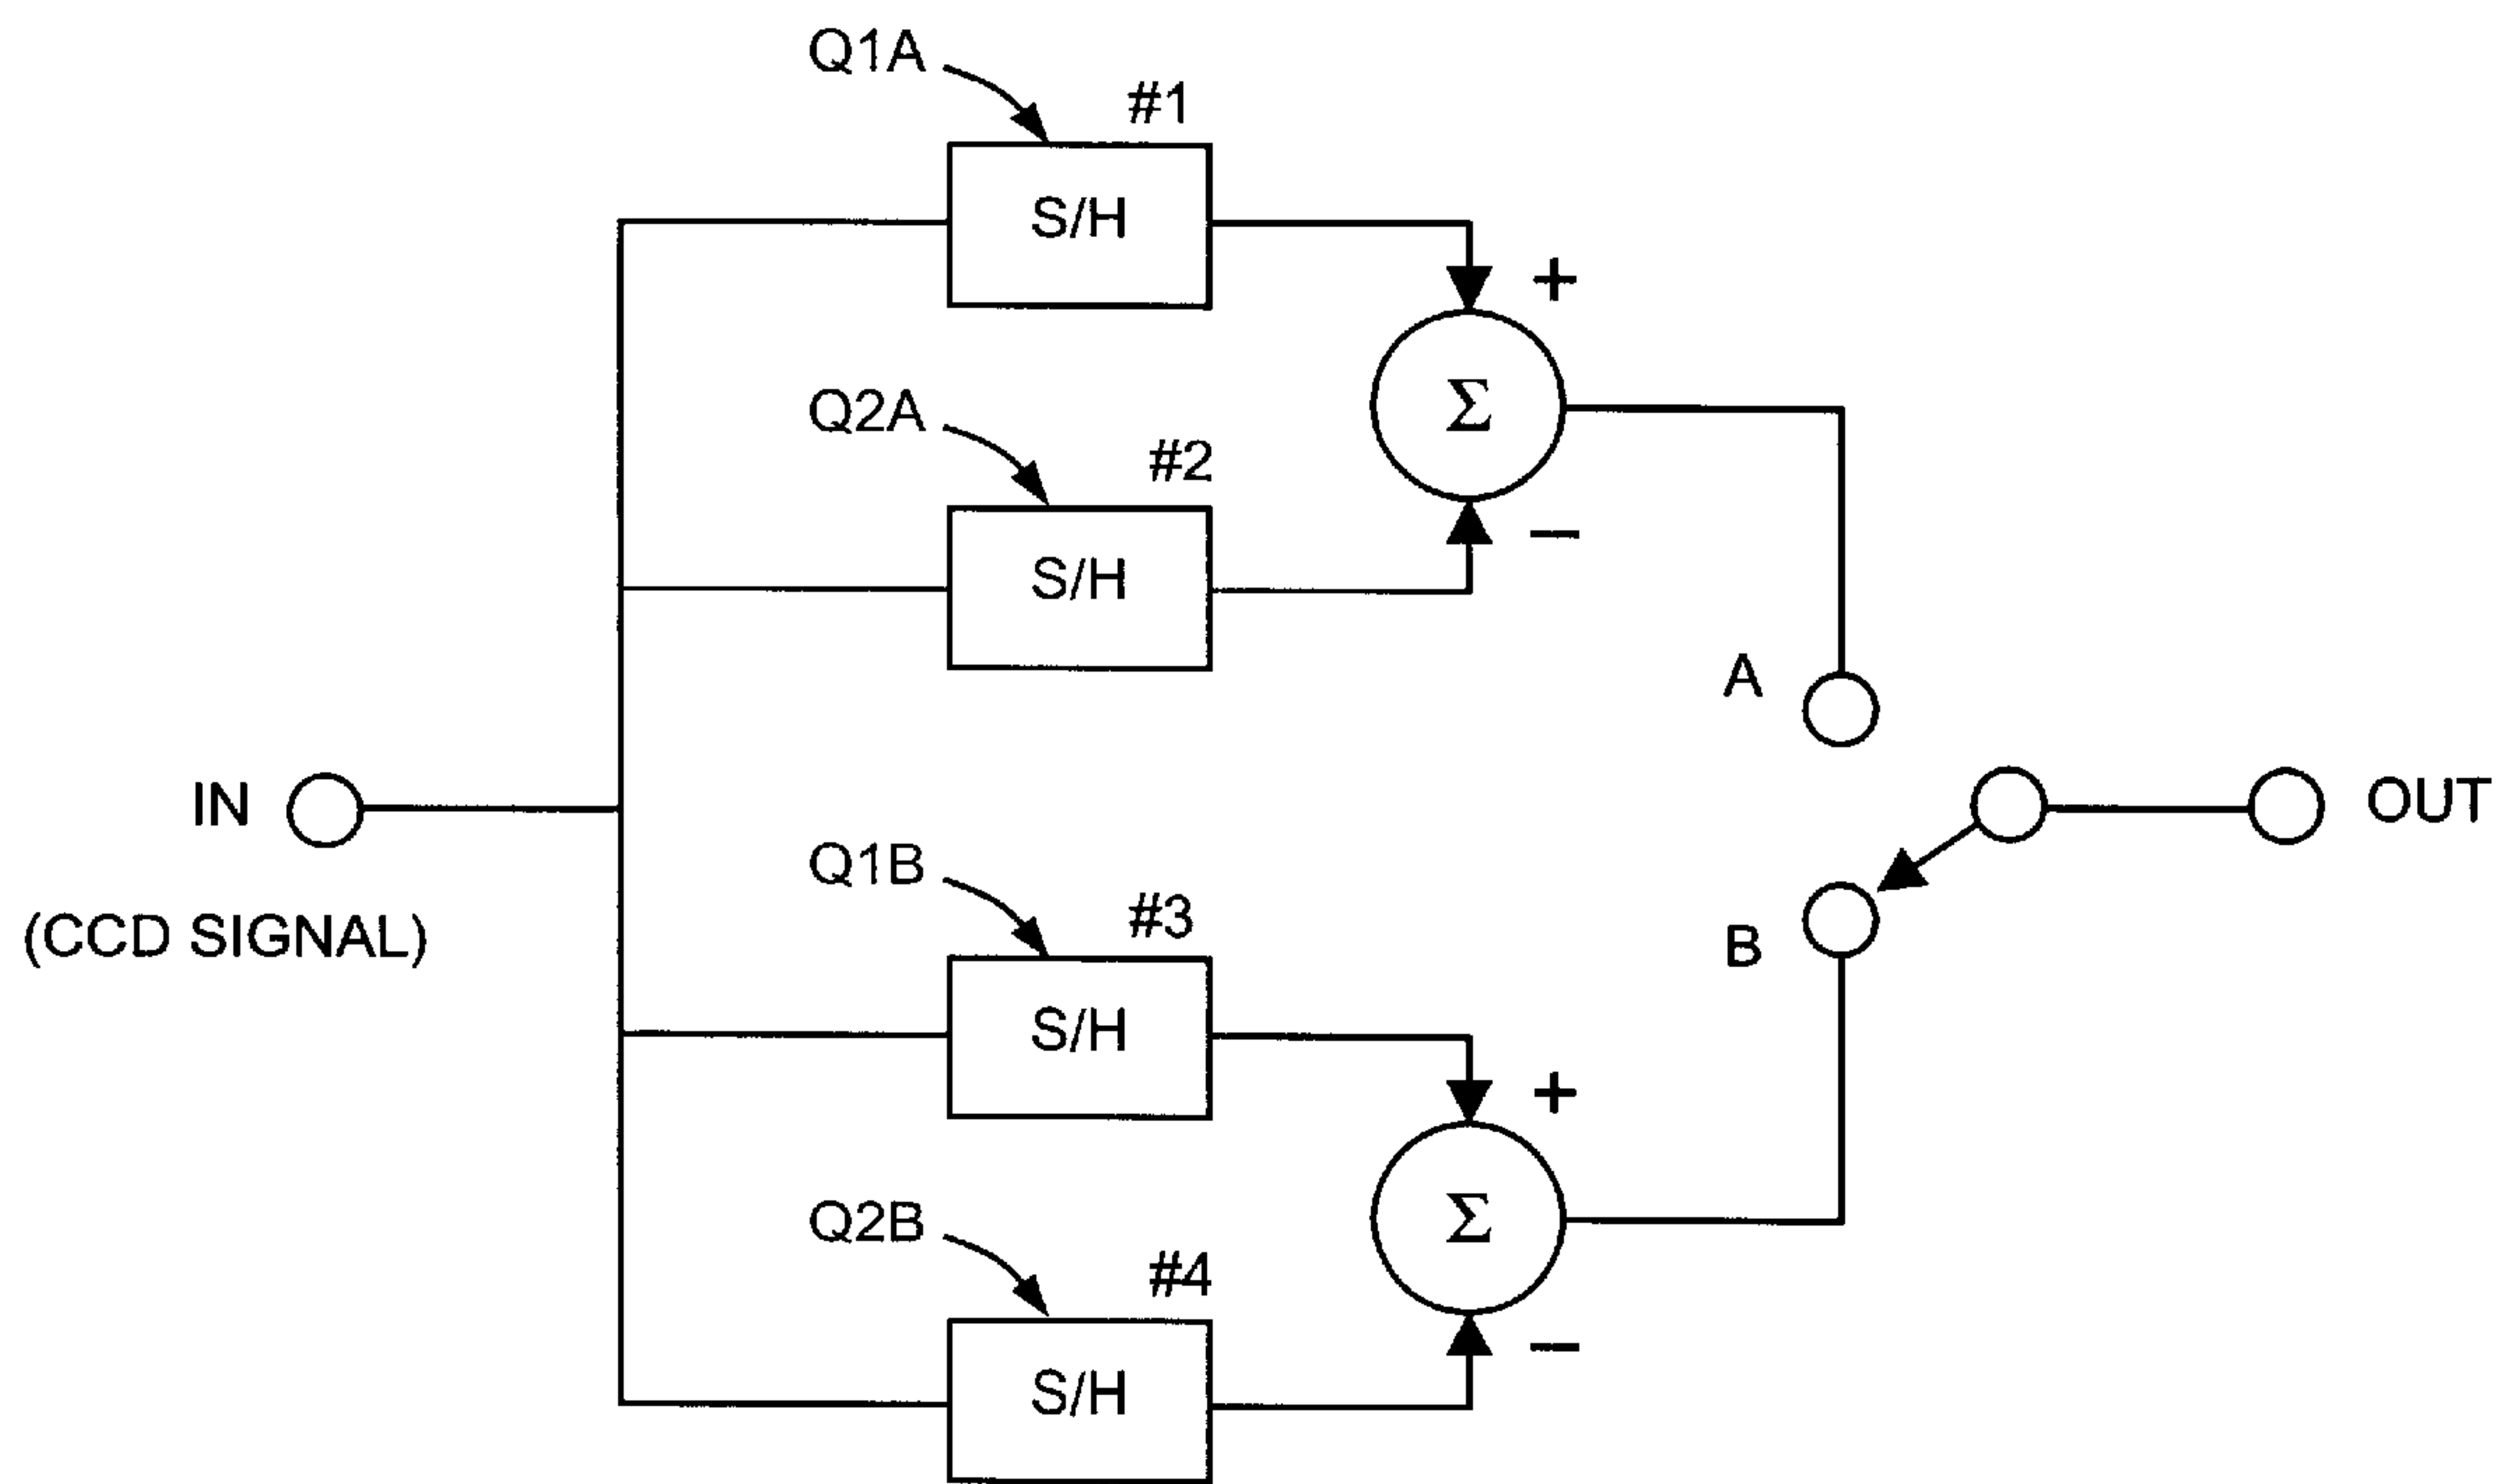 Q1A
#1
S/H
+
Σ
Q2A
#2
−
S/H
A
IN
OUT
(CCD SIGNAL)
Q1B
#3
B
S/H
+
Σ
Q2B
#4
−
S/H